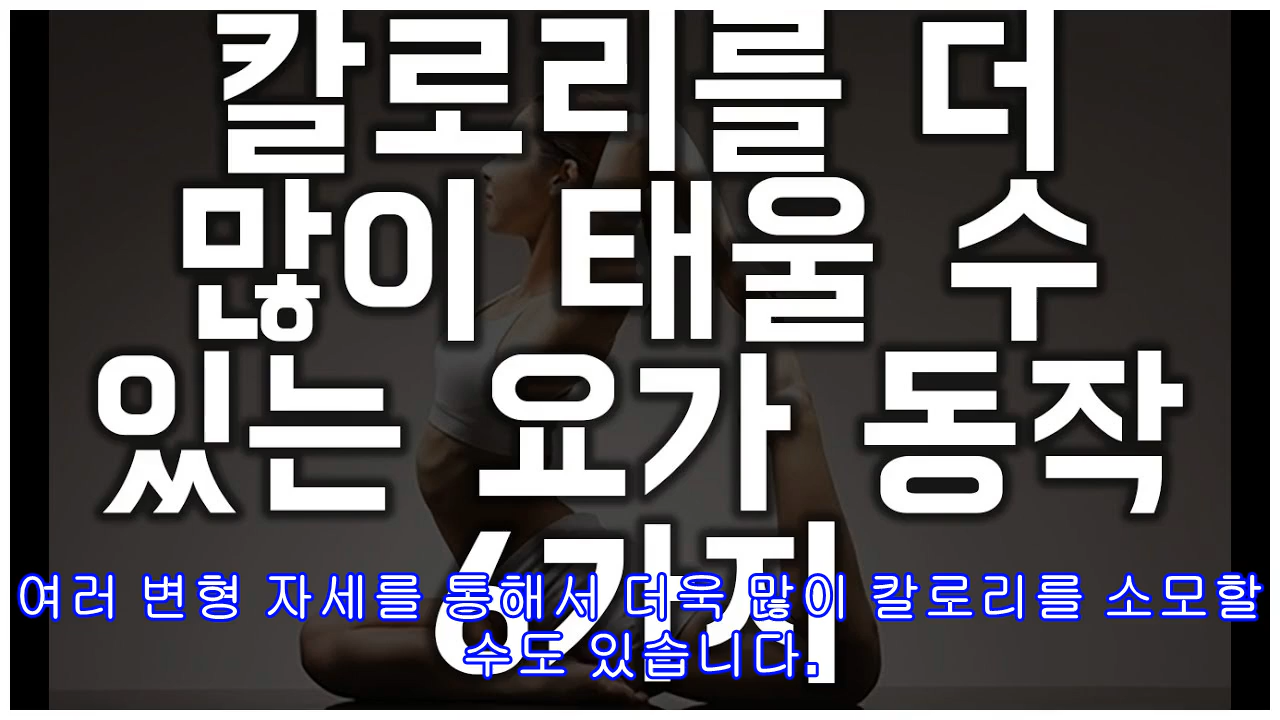 칼로리를 더
많이 태울 수
있는 요가 동작
6가지
여러 변형 자세를 통해서 더욱 많이 칼로리를 소모할
수도 있습니다.